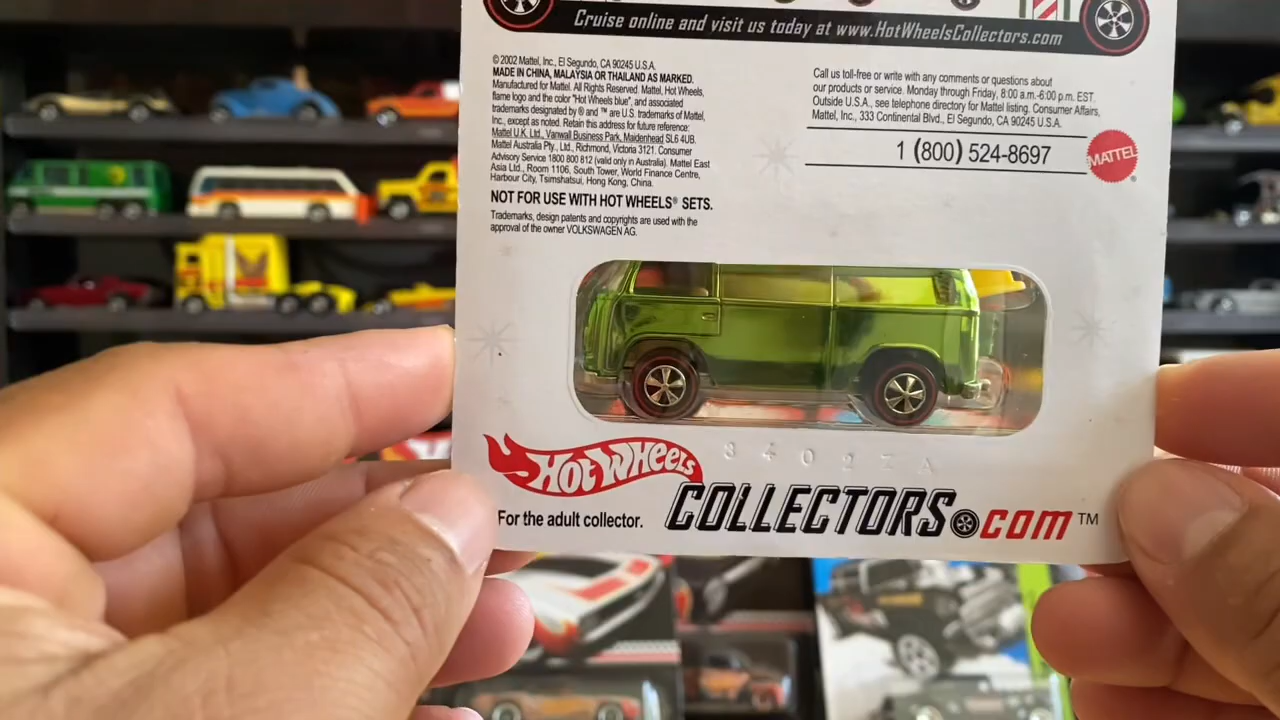 Cruise online and visit us today at www.HotWheelsCollectors.com
© 2002 Mattel, Inc., El Segundo, CA 90245 U.S.A.
MADE IN CHINA, MALAYSIA OR THAILAND AS MARKED.
Manufactured for Mattel. All Rights Reserved. Mattel, Hot Wheels,
flame logo and the color "Hot Wheels blue", and associated
trademarks designated by ® and ™ are U.S. trademarks of Mattel,
Inc., except as noted. Retain this address for future reference:
Mattel U.K. Ltd., Vanwall Business Park, Maidenhead SL6 4UB.
Mattel Australia Pty., Ltd., Richmond, Victoria 3121. Consumer
Advisory Service 1800 800 812 (valid only in Australia). Mattel East
Asia Ltd., Room 1106, South Tower, World Finance Centre,
Harbour City, Tsimshatsui, Hong Kong, China.
NOT FOR USE WITH HOT WHEELS® SETS.
Trademarks, design patents and copyrights are used with the
approval of the owner VOLKSWAGEN AG.
Call us toll-free or write with any comments or questions about
our products or service. Monday through Friday, 8:00 a.m.-6:00 p.m. EST.
Outside U.S.A., see telephone directory for Mattel listing. Consumer Affairs,
Mattel, Inc., 333 Continental Blvd., El Segundo, CA 90245 U.S.A.
1 (800) 524-8697
MATTEL®
Hot Wheels
3402ZA
For the adult collector.
COLLECTORS.com™